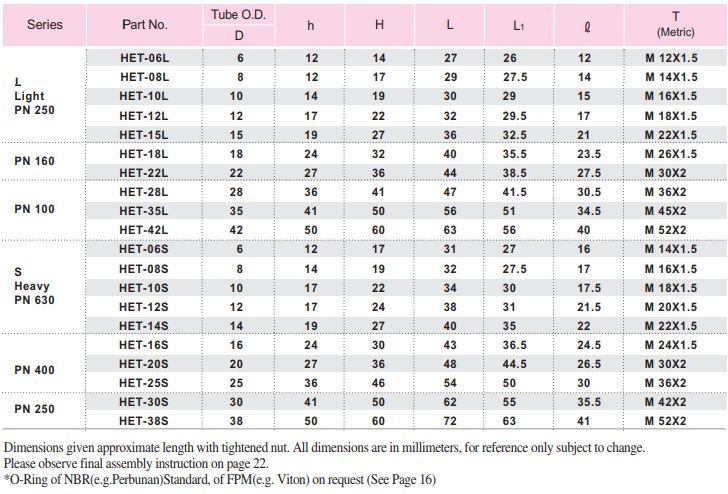 Series Part No. Tube O.D. D h H L L1 ℓ T (Metric)
L Light PN 250
HET-06L 6 12 14 27 26 12 M 12X1.5
HET-08L 8 12 17 29 27.5 14 M 14X1.5
HET-10L 10 14 19 30 29 15 M 16X1.5
HET-12L 12 17 22 32 29.5 17 M 18X1.5
HET-15L 15 19 27 36 32.5 21 M 22X1.5
PN 160
HET-18L 18 24 32 40 35.5 23.5 M 26X1.5
HET-22L 22 27 36 44 38.5 27.5 M 30X2
PN 100
HET-28L 28 36 41 47 41.5 30.5 M 36X2
HET-35L 35 41 50 56 51 34.5 M 45X2
HET-42L 42 50 60 63 56 40 M 52X2
S Heavy PN 630
HET-06S 6 12 17 31 27 16 M 14X1.5
HET-08S 8 14 19 32 27.5 17 M 16X1.5
HET-10S 10 17 22 34 30 17.5 M 18X1.5
HET-12S 12 17 24 38 31 21.5 M 20X1.5
HET-14S 14 19 27 40 35 22 M 22X1.5
PN 400
HET-16S 16 24 30 43 36.5 24.5 M 24X1.5
HET-20S 20 27 36 48 44.5 26.5 M 30X2
HET-25S 25 36 46 54 50 30 M 36X2
PN 250
HET-30S 30 41 50 62 55 35.5 M 42X2
HET-38S 38 50 60 72 63 41 M 52X2
Dimensions given approximate length with tightened nut. All dimensions are in millimeters, for reference only subject to change.
Please observe final assembly instruction on page 22.
*O-Ring of NBR(e.g.Perbunan)Standard, of FPM(e.g. Viton) on request (See Page 16)